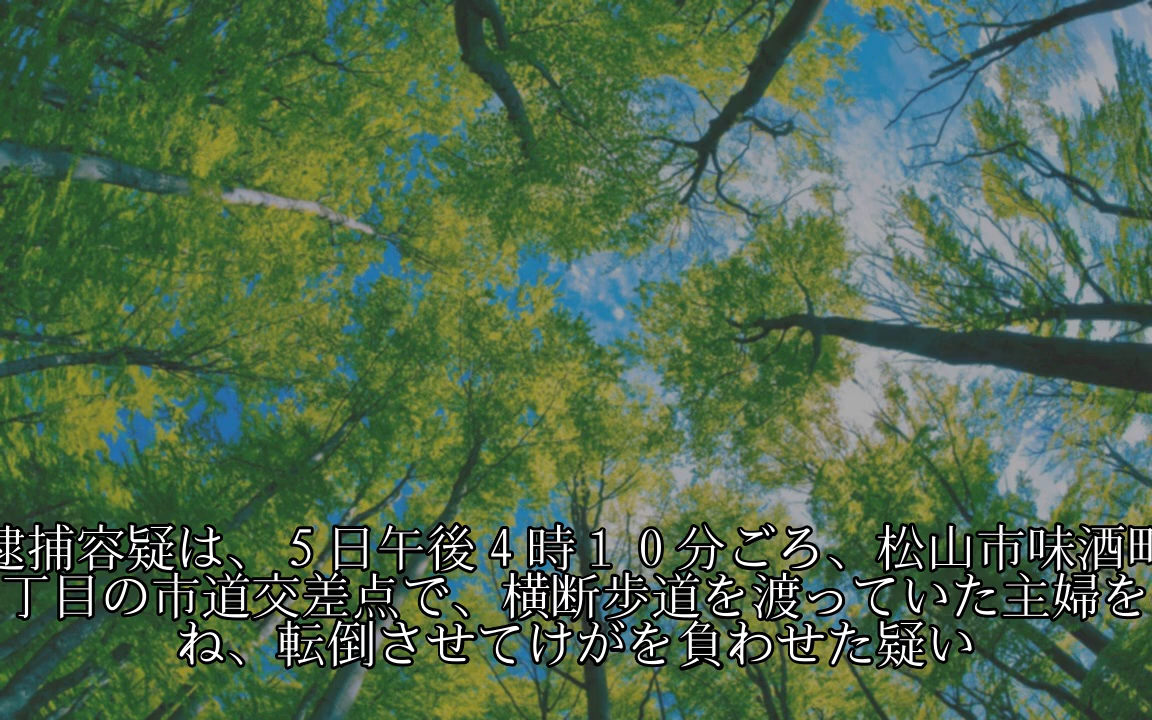 逮捕容疑は、５日午後４時１０分ごろ、松山市味酒町
丁目の市道交差点で、横断歩道を渡っていた主婦を
ね、転倒させてけがを負わせた疑い